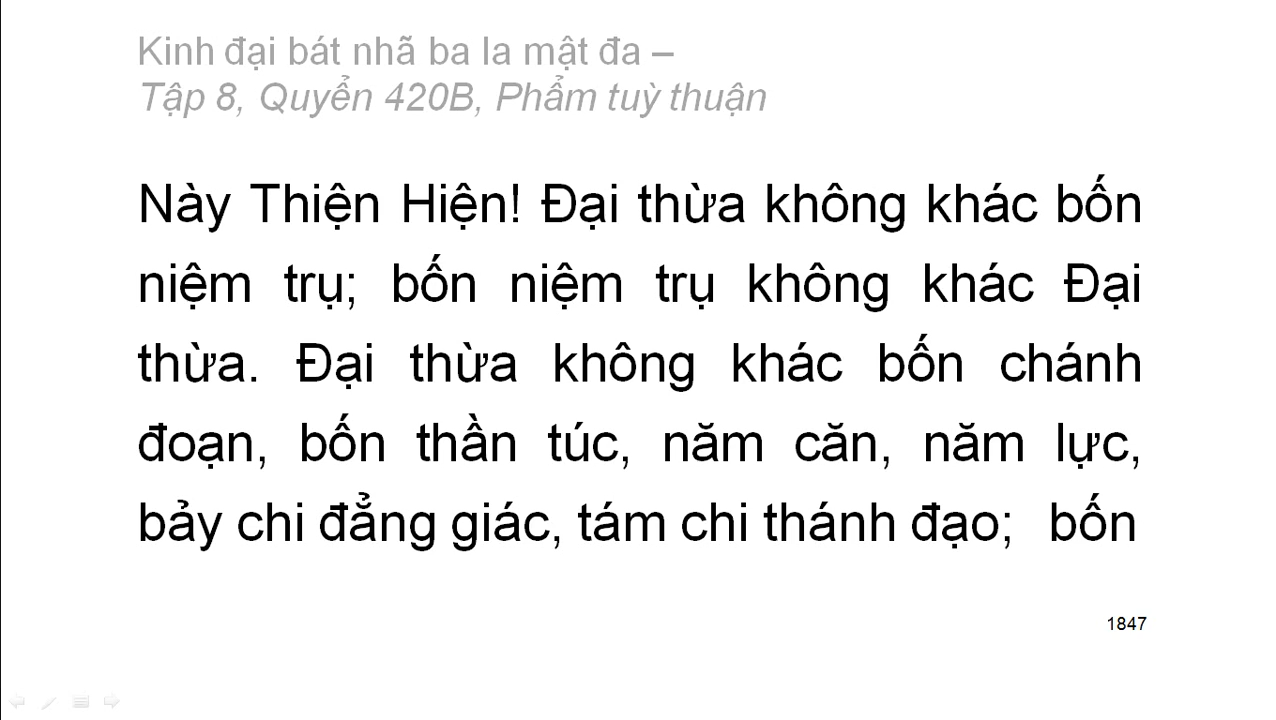 Kinh đại bát nhã ba la mật đa –
Tập 8, Quyển 420B, Phẩm tuỳ thuận
Này Thiện Hiện! Đại thừa không khác bốn
niệm trụ; bốn niệm trụ không khác Đại
thừa. Đại thừa không khác bốn chánh
đoạn, bốn thần túc, năm căn, năm lực,
bảy chi đẳng giác, tám chi thánh đạo; bốn
1847